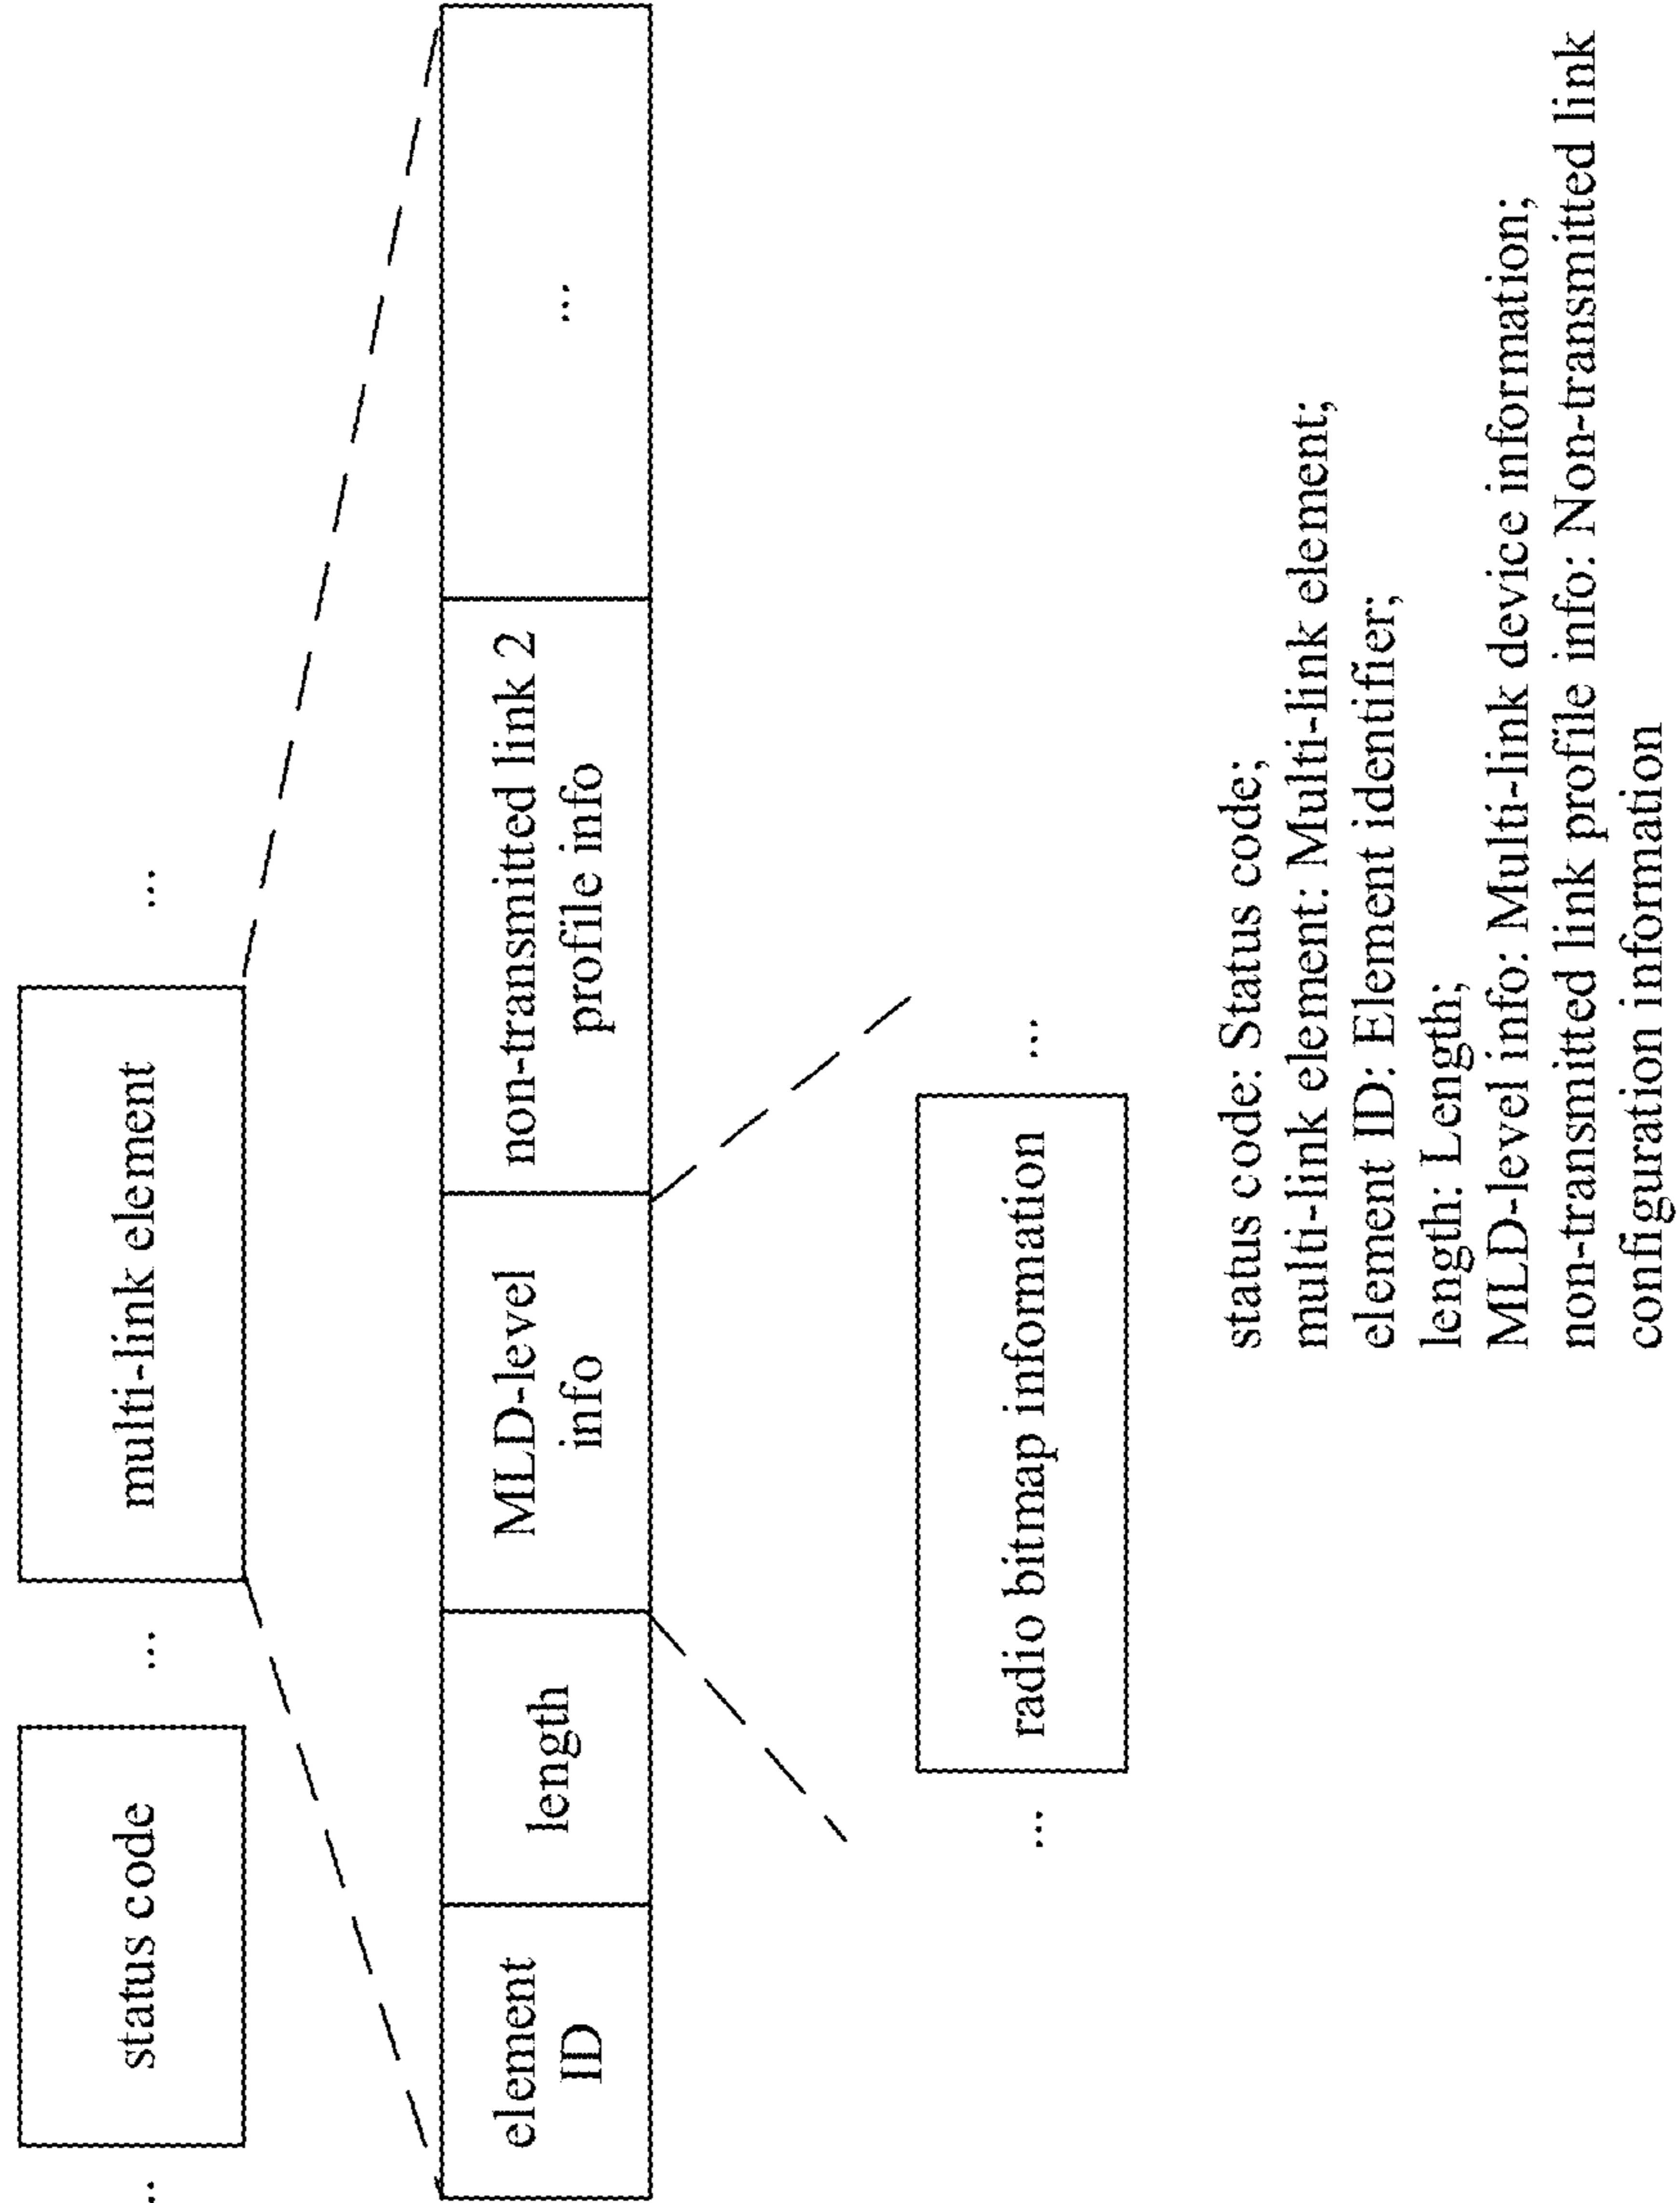 ... status code ... multi-link element ...
element
ID
length
MLD-level
info
non-transmitted link 2
profile info
...
... radio bitmap information ...
status code: Status code;
multi-link element: Multi-link element;
element ID: Element identifier;
length: Length;
MLD-level info: Multi-link device information;
non-transmitted link profile info: Non-transmitted link
configuration information